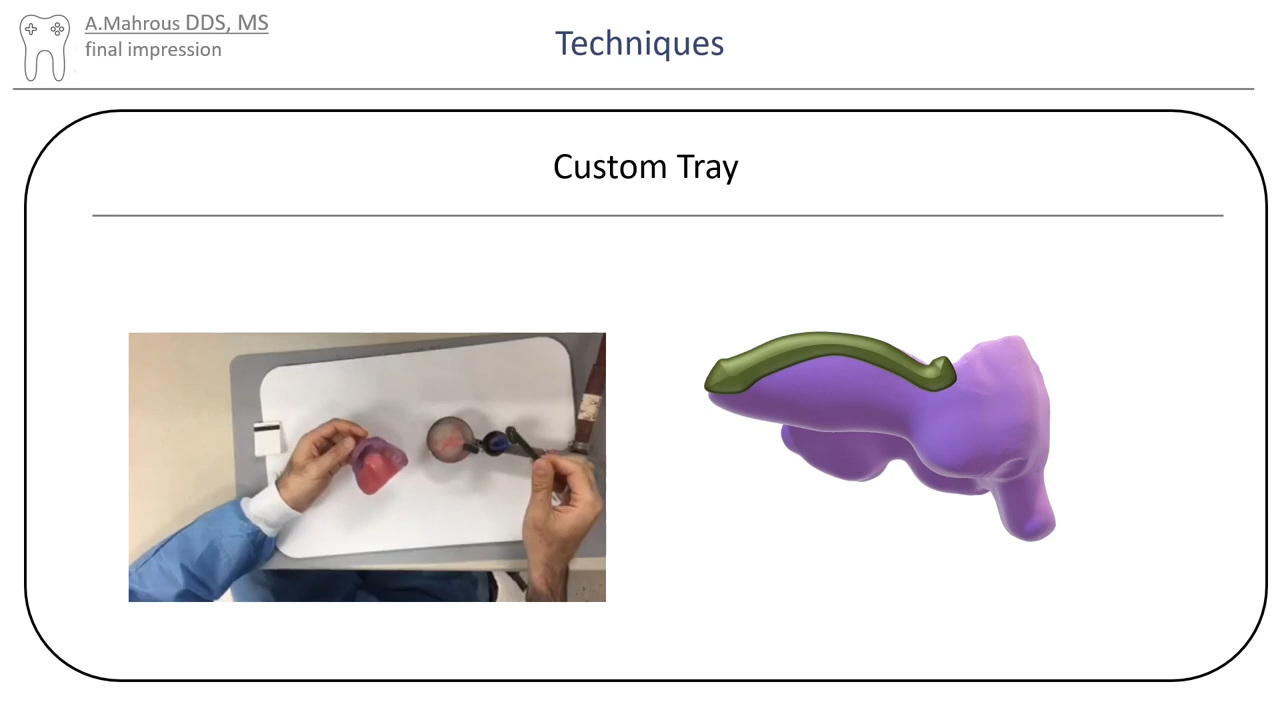 A.Mahrous DDS, MS
final impression
Techniques
Custom Tray